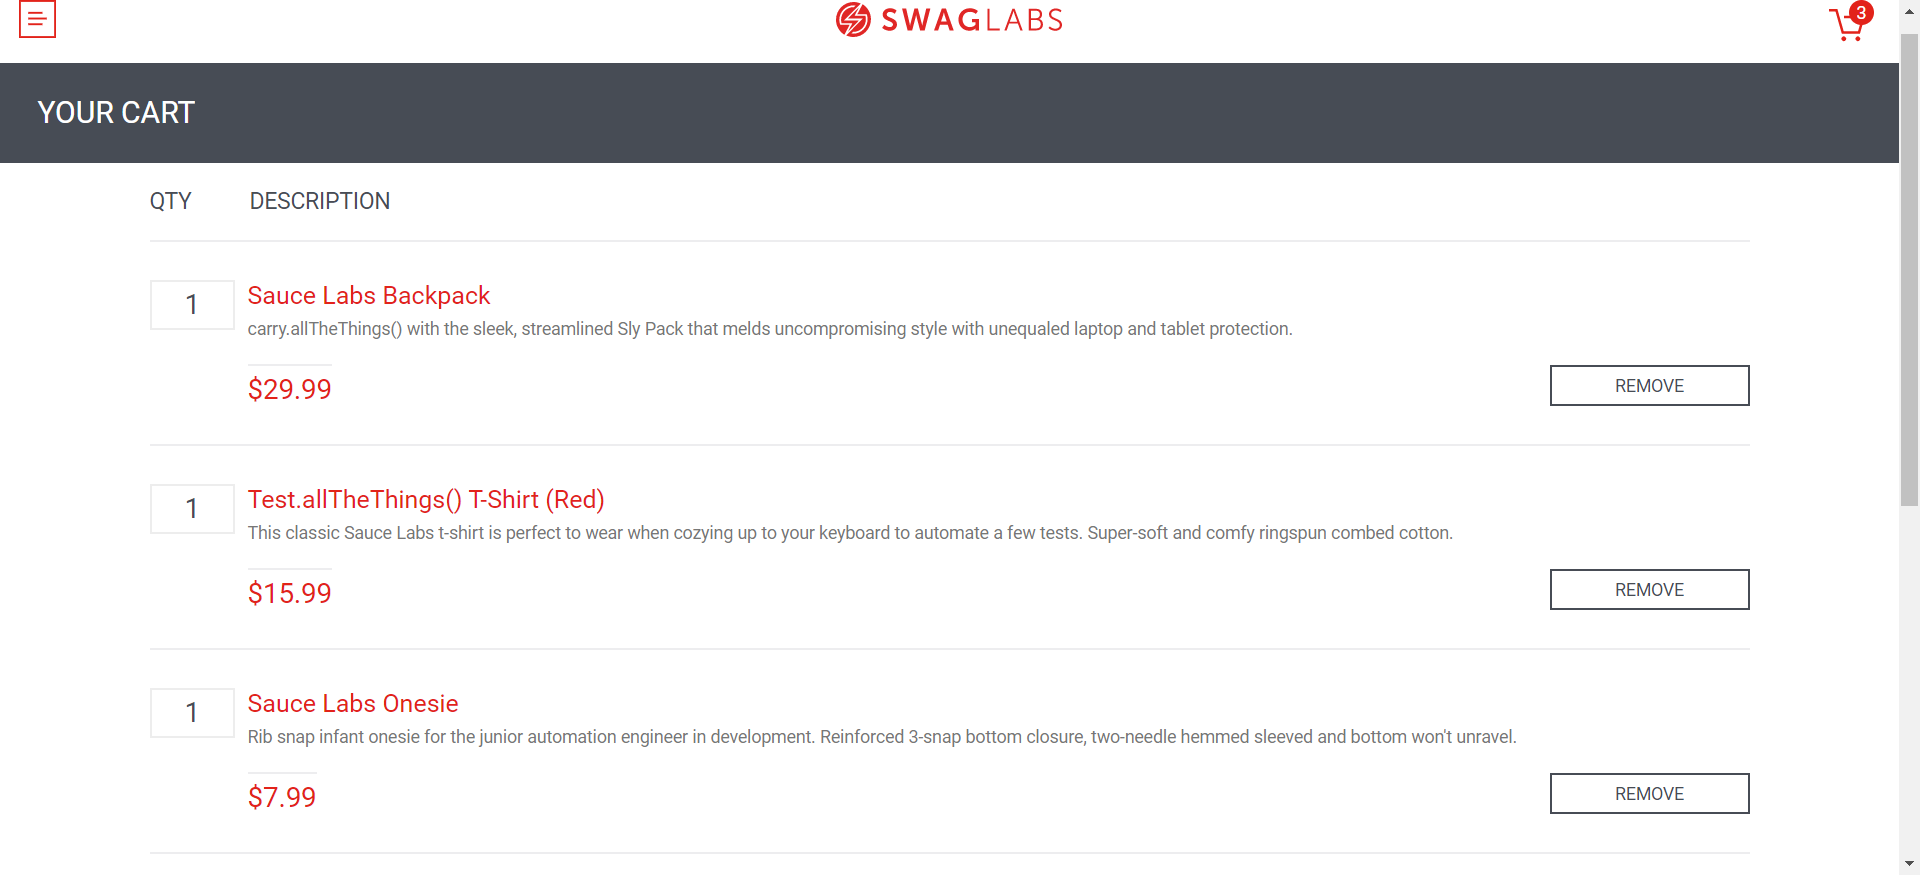 SWAGLABS
3
YOUR CART
QTY DESCRIPTION
1 Sauce Labs Backpack
carry.allTheThings() with the sleek, streamlined Sly Pack that melds uncompromising style with unequaled laptop and tablet protection.
$29.99 REMOVE
1 Test.allTheThings() T-Shirt (Red)
This classic Sauce Labs t-shirt is perfect to wear when cozying up to your keyboard to automate a few tests. Super-soft and comfy ringspun combed cotton.
$15.99 REMOVE
1 Sauce Labs Onesie
Rib snap infant onesie for the junior automation engineer in development. Reinforced 3-snap bottom closure, two-needle hemmed sleeved and bottom won't unravel.
$7.99 REMOVE